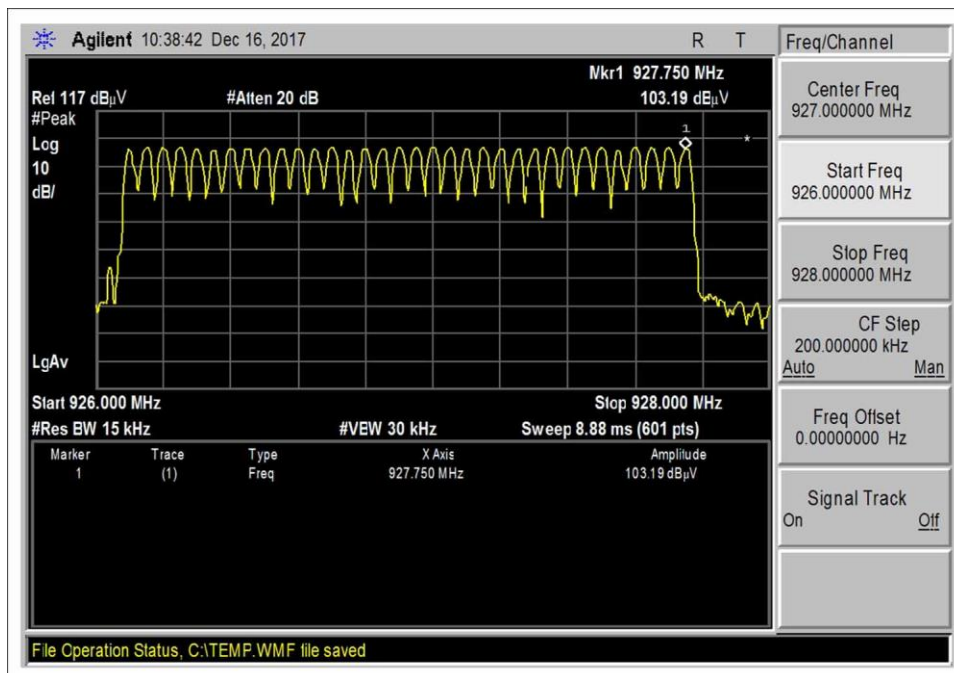 Agilent 10:38:42 Dec 16, 2017 R T
Mkr1 927.750 MHz
Ref 117 dBµV #Atten 20 dB 103.19 dBµV
#Peak
Log
10
dB/
1
*
LgAv
Start 926.000 MHz Stop 928.000 MHz
#Res BW 15 kHz #VBW 30 kHz Sweep 8.88 ms (601 pts)
Marker Trace Type X Axis Amplitude
1 (1) Freq 927.750 MHz 103.19 dBµV
File Operation Status, C:\TEMP.WMF file saved
Freq/Channel
Center Freq
927.000000 MHz
Start Freq
926.000000 MHz
Stop Freq
928.000000 MHz
CF Step
200.000000 kHz
Auto Man
Freq Offset
0.00000000 Hz
Signal Track
On Off